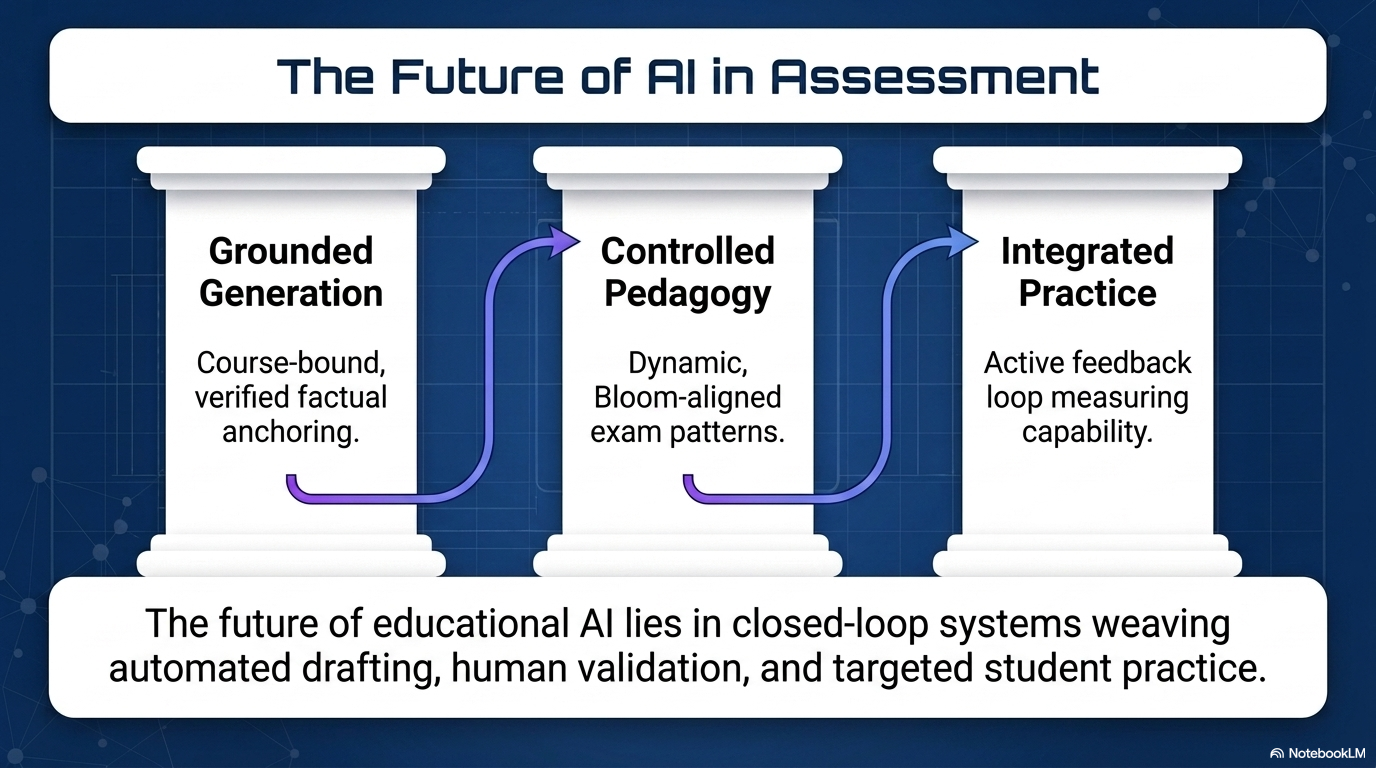 The Future of AI in Assessment
Grounded
Generation
Course-bound,
verified factual
anchoring.
Controlled
Pedagogy
Dynamic,
Bloom-aligned
exam patterns.
Integrated
Practice
Active feedback
loop measuring
capability.
The future of educational AI lies in closed-loop systems weaving
automated drafting, human validation, and targeted student practice.
NotebookLM